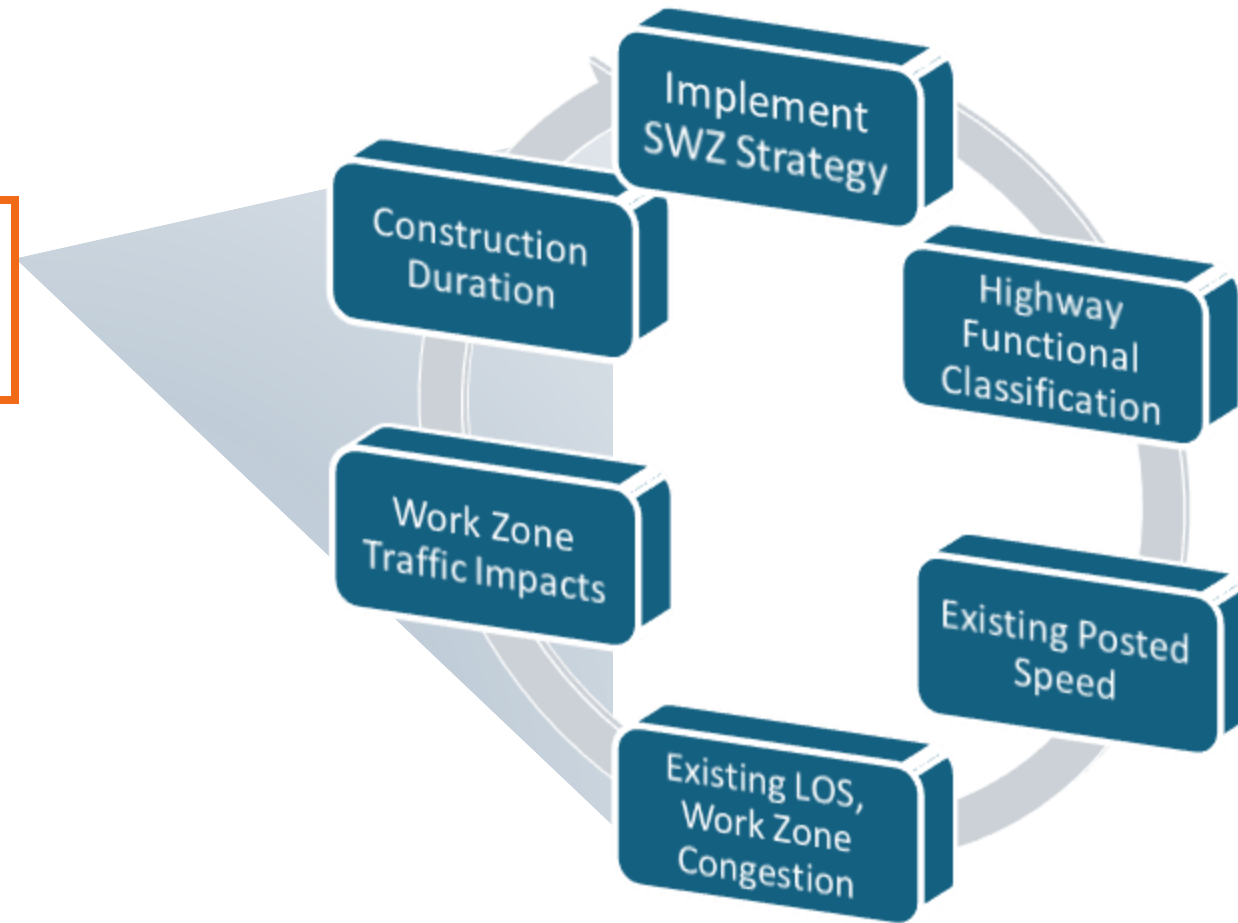 Implement
SWZ Strategy
Highway
Functional
Classification
Existing Posted
Speed
Existing LOS,
Work Zone
Congestion
Work Zone
Traffic Impacts
Construction
Duration